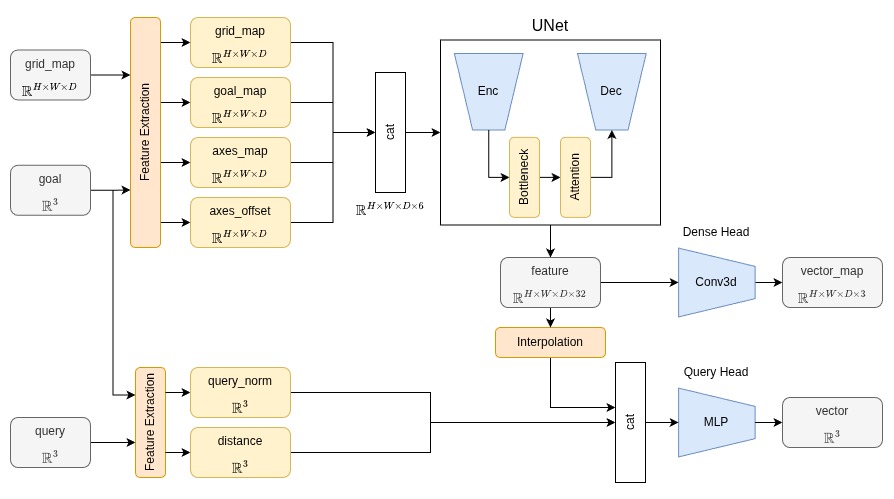 UNet
grid_map
ℝ^{H×W×D}
goal
ℝ^3
query
ℝ^3
Feature Extraction
grid_map
ℝ^{H×W×D}
goal_map
ℝ^{H×W×D}
axes_map
ℝ^{H×W×D}
axes_offset
ℝ^{H×W×D}
cat
ℝ^{H×W×D×6}
Enc
Dec
Bottleneck
Attention
feature
ℝ^{H×W×D×32}
Dense Head
Conv3d
vector_map
ℝ^{H×W×D×3}
Interpolation
Feature Extraction
query_norm
ℝ^3
distance
ℝ^3
cat
Query Head
MLP
vector
ℝ^3